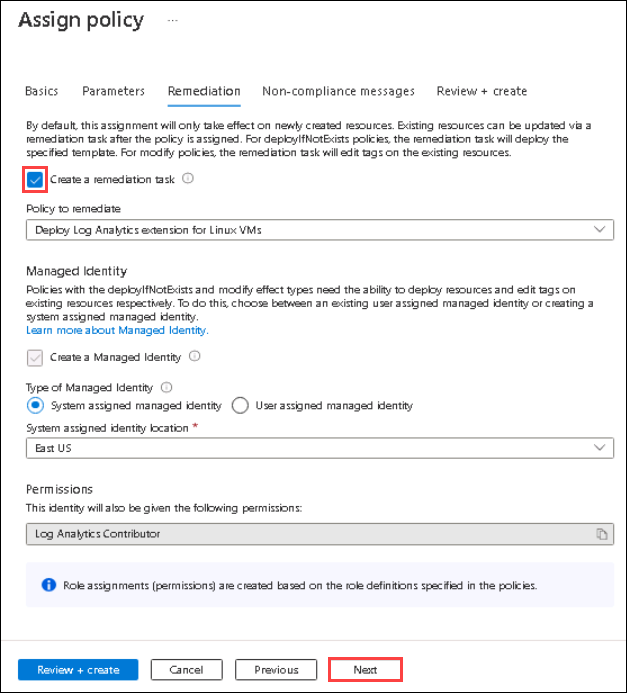 Assign policy ...
Basics Parameters Remediation Non-compliance messages Review + create
By default, this assignment will only take effect on newly created resources. Existing resources can be updated via a
remediation task after the policy is assigned. For deployIfNotExists policies, the remediation task will deploy the
specified template. For modify policies, the remediation task will edit tags on the existing resources.
Create a remediation task
Policy to remediate
Deploy Log Analytics extension for Linux VMs
Managed Identity
Policies with the deployIfNotExists and modify effect types need the ability to deploy resources and edit tags on
existing resources respectively. To do this, choose between an existing user assigned managed identity or creating a
system assigned managed identity.
Learn more about Managed Identity.
Create a Managed Identity
Type of Managed Identity
System assigned managed identity User assigned managed identity
System assigned identity location *
East US
Permissions
This identity will also be given the following permissions:
Log Analytics Contributor
Role assignments (permissions) are created based on the role definitions specified in the policies.
Review + create Cancel Previous Next